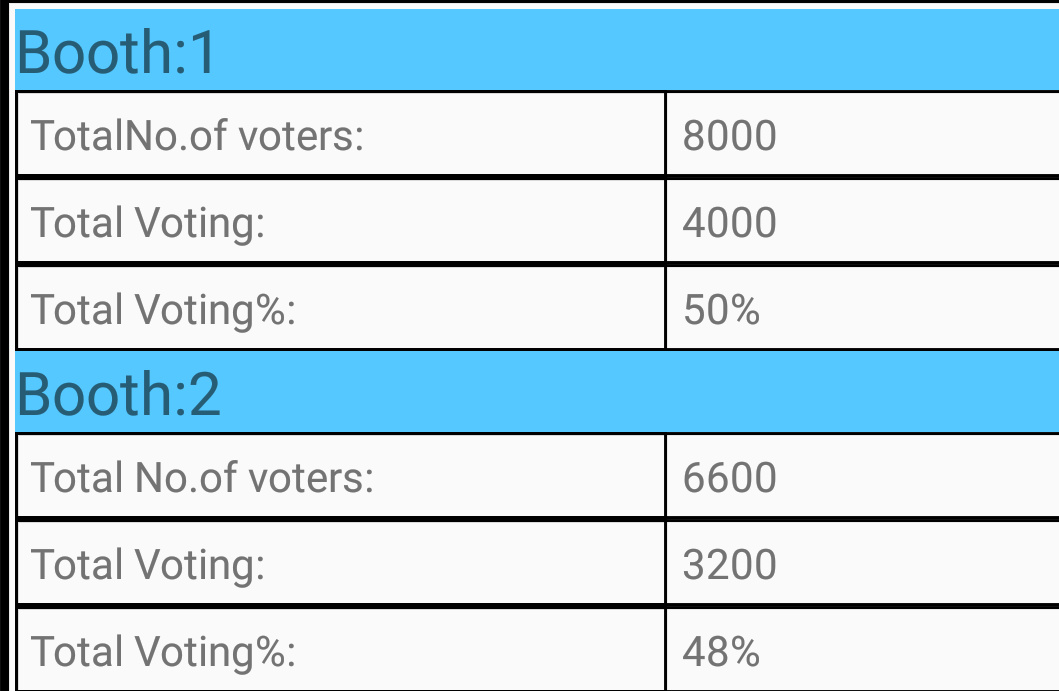 Booth:1
TotalNo.of voters: 8000
Total Voting: 4000
Total Voting%: 50%
Booth:2
Total No.of voters: 6600
Total Voting: 3200
Total Voting%: 48%